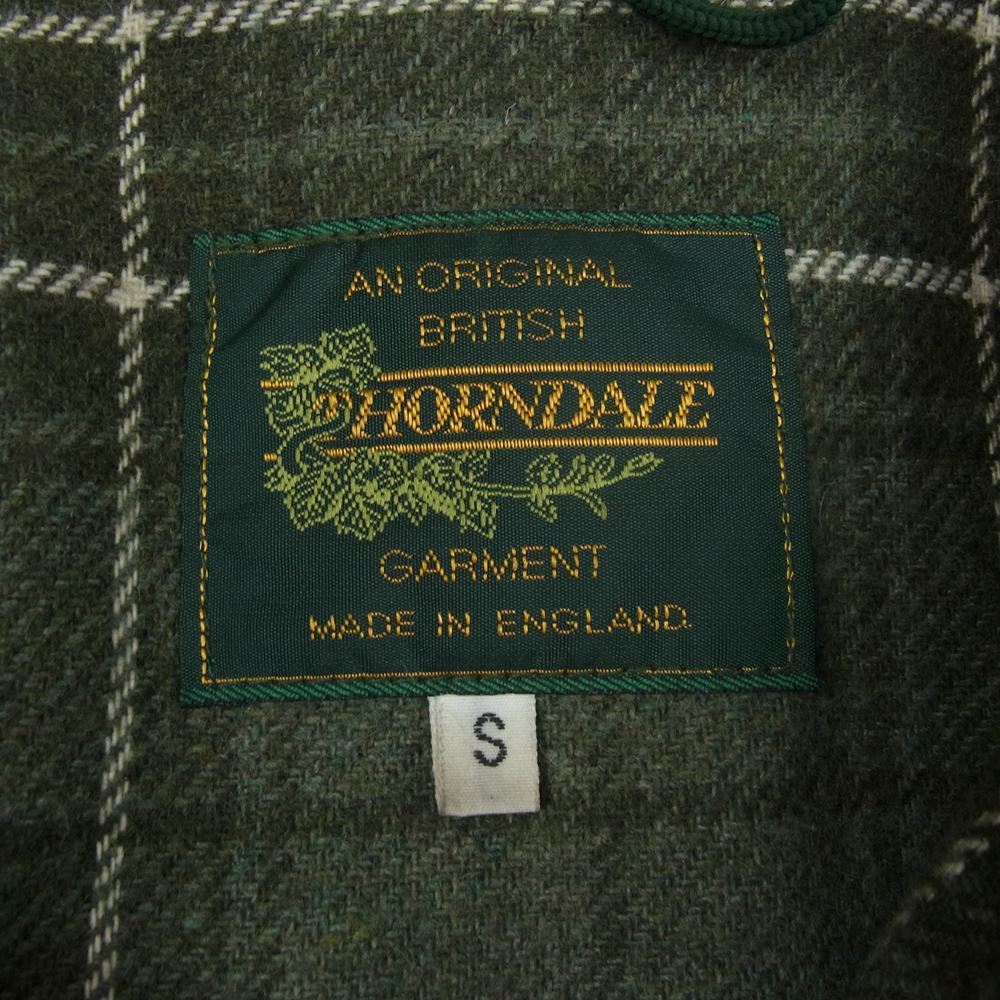 AN ORIGINAL
BRITISH
THORNDALE
GARMENT
MADE IN ENGLAND.
S